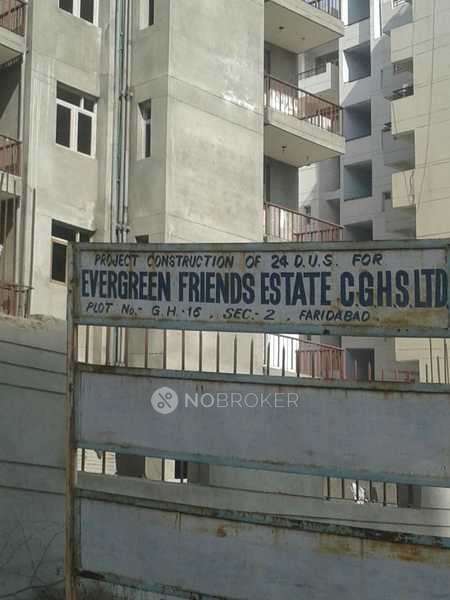 PROJECT CONSTRUCTION OF 24 D.U.S. FOR
EVERGREEN FRIENDS ESTATE C.G.H.S. LTD
PLOT No.- G.H-16, SEC.-2, FARIDABAD.
NOBROKER